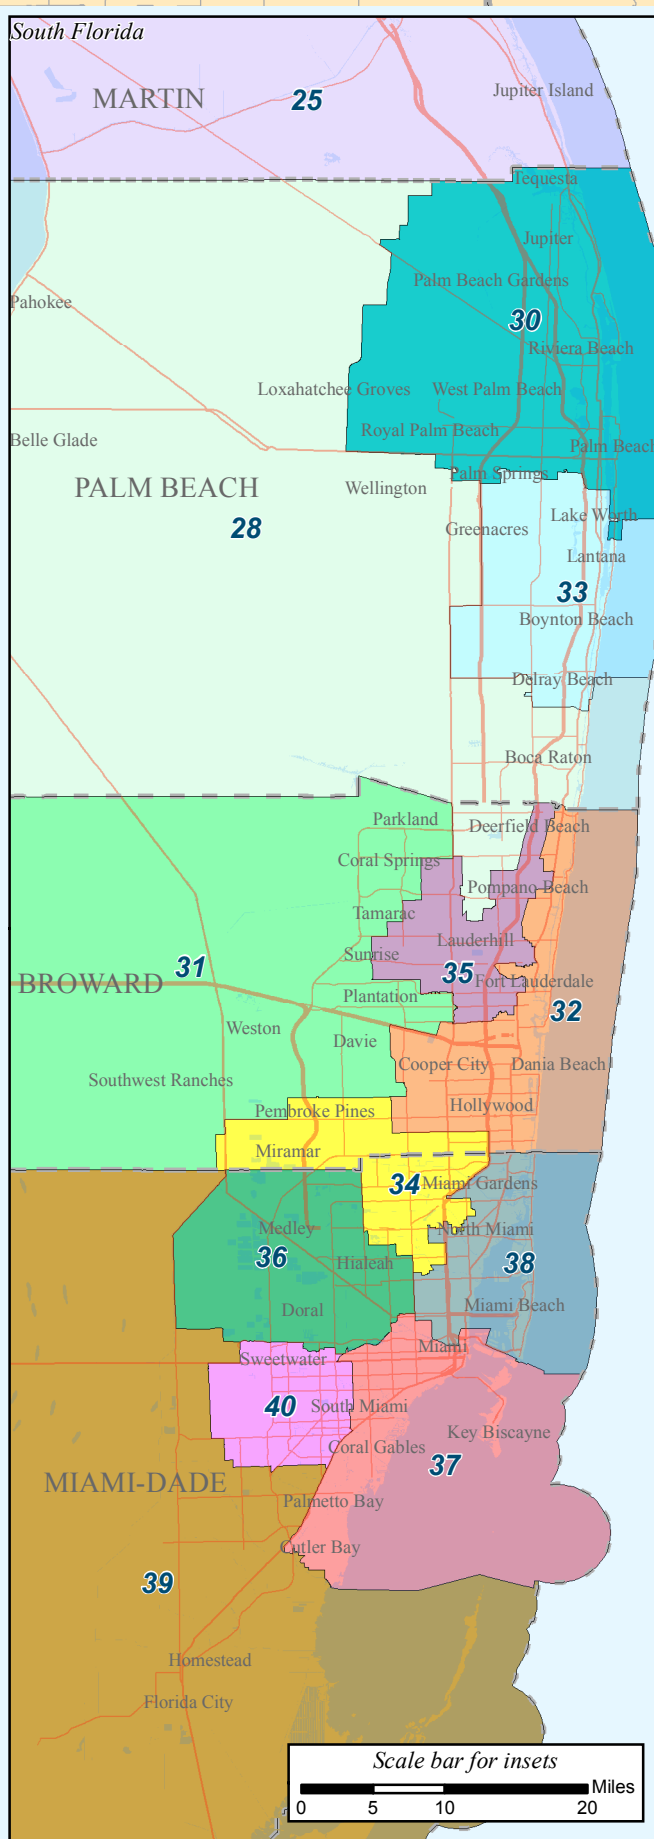 South Florida
Jupiter Island
MARTIN
25
Tequesta
Jupiter
Palm Beach Gardens
Pahokee
30
Riviera Beach
Loxahatchee Groves
West Palm Beach
Royal Palm Beach
Belle Glade
Palm Beach
Palm Springs
PALM BEACH
Wellington
28
Lake Worth
Greenacres
Lantana
33
Boynton Beach
Delray Beach
Boca Raton
Parkland
Deerfield Beach
Coral Springs
Pompano Beach
Tamarac
Lauderhill
Sunrise
31
35
Fort Lauderdale
BROWARD
Plantation
32
Weston
Davie
Cooper City
Dania Beach
Southwest Ranches
Hollywood
Pembroke Pines
Miramar
34
Miami Gardens
Medley
North Miami
36
Hialeah
38
Doral
Miami Beach
Miami
Sweetwater
40
South Miami
Key Biscayne
Coral Gables
37
MIAMI-DADE
Palmetto Bay
Cutler Bay
39
Homestead
Florida City
Scale bar for insets
Miles
0 5 10 20